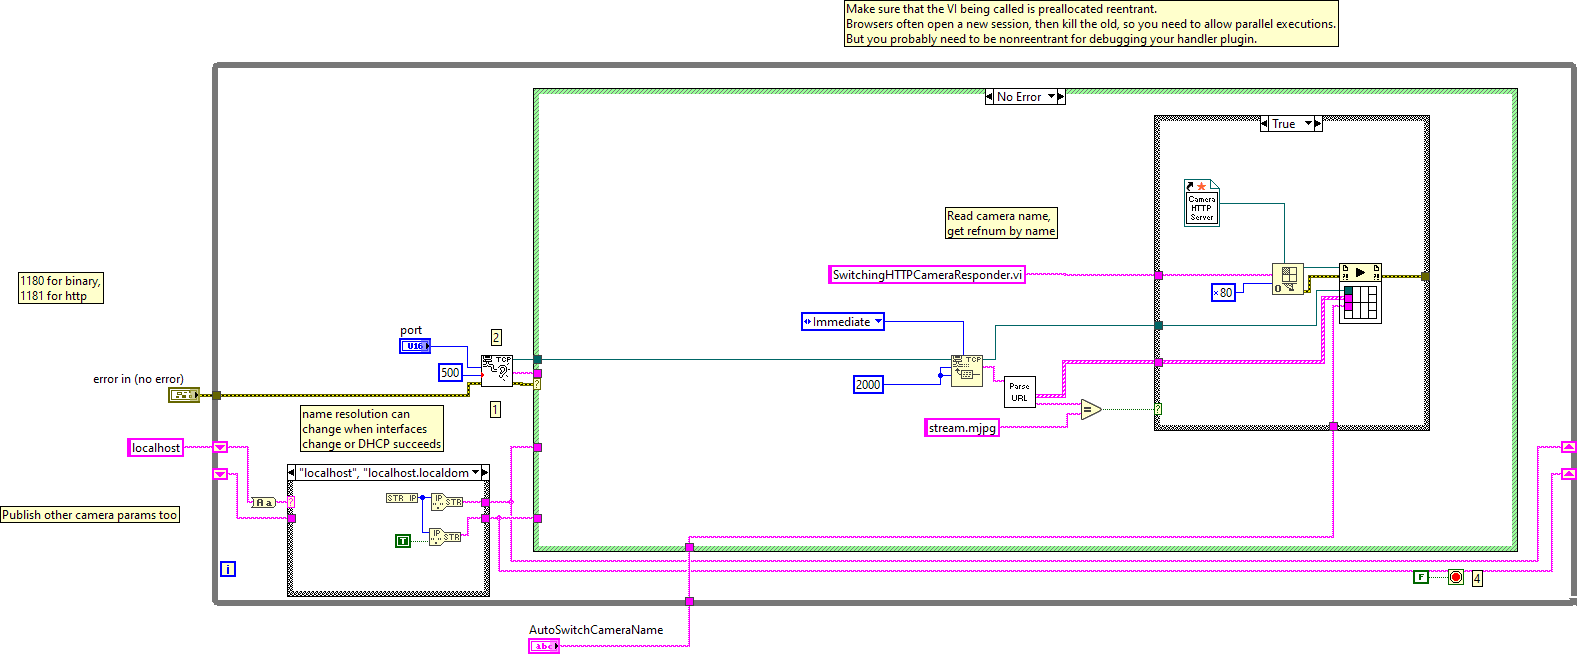 Make sure that the VI being called is preallocated reentrant.
Browsers often open a new session, then kill the old, so you need to allow parallel executions.
But you probably need to be nonreentrant for debugging your handler plugin.
No Error
True
Camera
HTTP
Server
Read camera name,
get refnum by name
1180 for binary,
1181 for http
SwitchingHTTPCameraResponder.vi
×80
0
Immediate
port
U16
2
TCP
500
TCP
2000
error in (no error)
Parse
URL
=
1
name resolution can
change when interfaces
change or DHCP succeeds
stream.mjpg
localhost
"localhost", "localhost.localdom
STR IP
IP
STR
A a
Publish other camera params too
T
IP
STR
i
F
4
AutoSwitchCameraName
abc